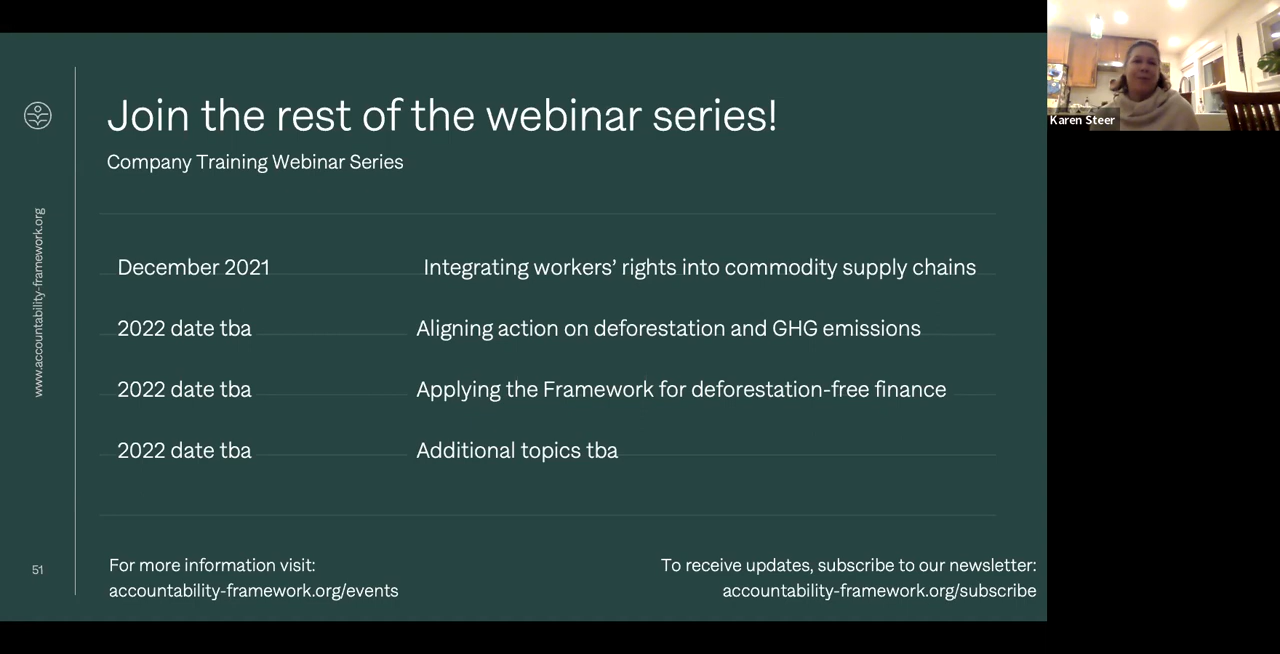 Join the rest of the webinar series!
Company Training Webinar Series
www.accountability-framework.org
December 2021 Integrating workers’ rights into commodity supply chains
2022 date tba Aligning action on deforestation and GHG emissions
2022 date tba Applying the Framework for deforestation-free finance
2022 date tba Additional topics tba
51
For more information visit:
accountability-framework.org/events
To receive updates, subscribe to our newsletter:
accountability-framework.org/subscribe
Karen Steer